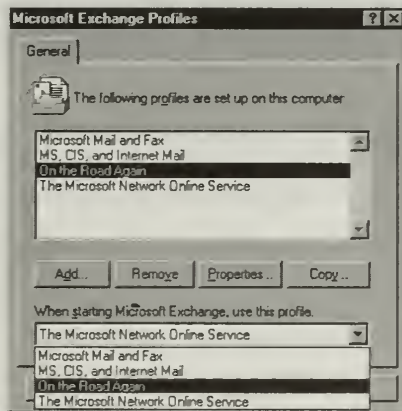 Microsoft Exchange Profiles
General
The following profiles are set up on this computer
Microsoft Mail and Fax
MS, CIS, and Internet Mail
On the Road Again
The Microsoft Network Online Service
Add... Remove Properties... Copy...
When starting Microsoft Exchange, use this profile.
The Microsoft Network Online Service
Microsoft Mail and Fax
MS, CIS, and Internet Mail
On the Road Again
The Microsoft Network Online Service